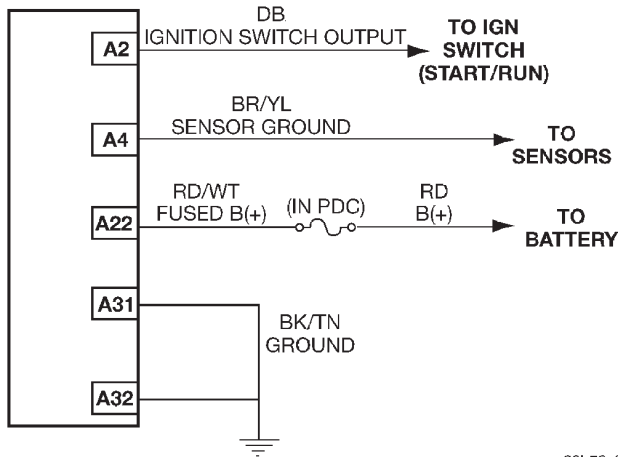 DB
A2
IGNITION SWITCH OUTPUT
TO IGN
SWITCH
(START/RUN)
BR/YL
A4
SENSOR GROUND
TO
SENSORS
RD/WT
FUSED B(+)
(IN PDC)
RD
B(+)
A22
TO
BATTERY
A31
BK/TN
GROUND
A32